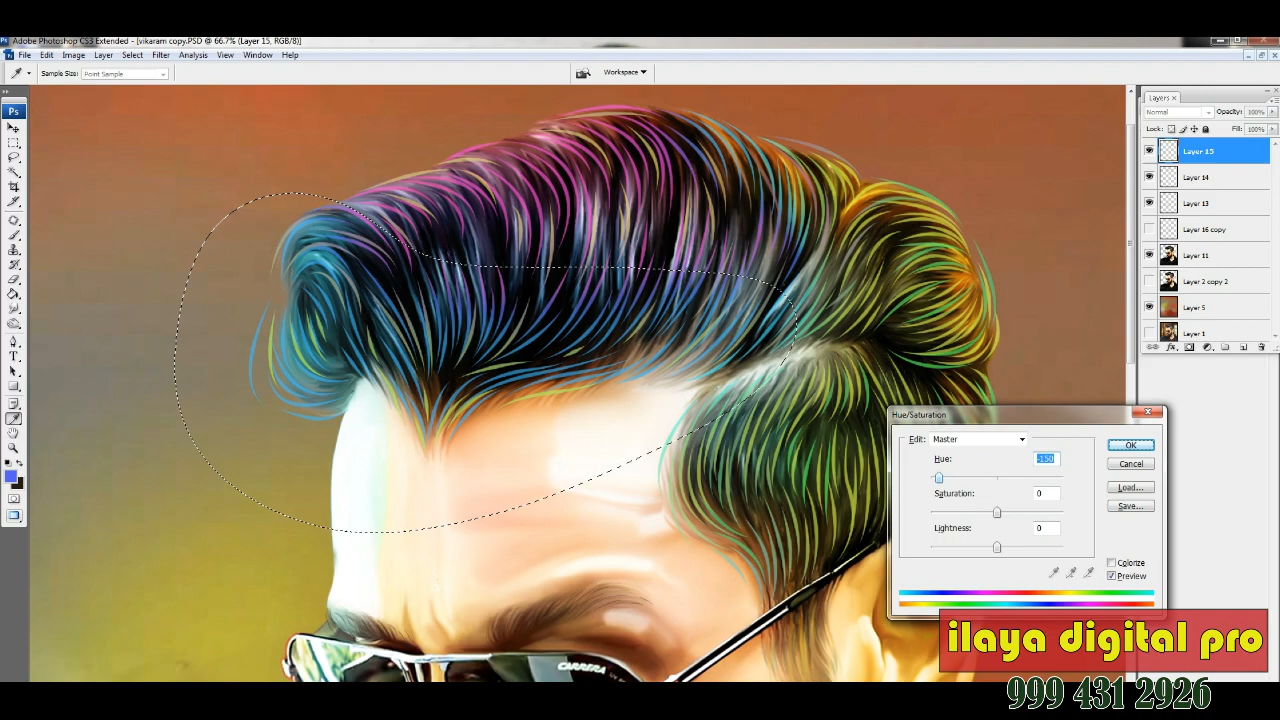 Adobe Photoshop CS3 Extended - [vikaram copy.PSD @ 66.7% (Layer 15, RGB/8)]
File Edit Image Layer Select Filter Analysis View Window Help
Sample Size: Point Sample
Workspace
Ps
Layers x
Normal Opacity: 100%
Lock: Fill: 100%
Layer 15
Layer 14
Layer 13
Layer 16 copy
Layer 11
Layer 2 copy 2
Layer 5
Layer 1
Hue/Saturation
Edit: Master
Hue: -150
Saturation: 0
Lightness: 0
OK
Cancel
Load...
Save...
Colorize
Preview
CARRERA
ilaya digital pro
999 431 2926